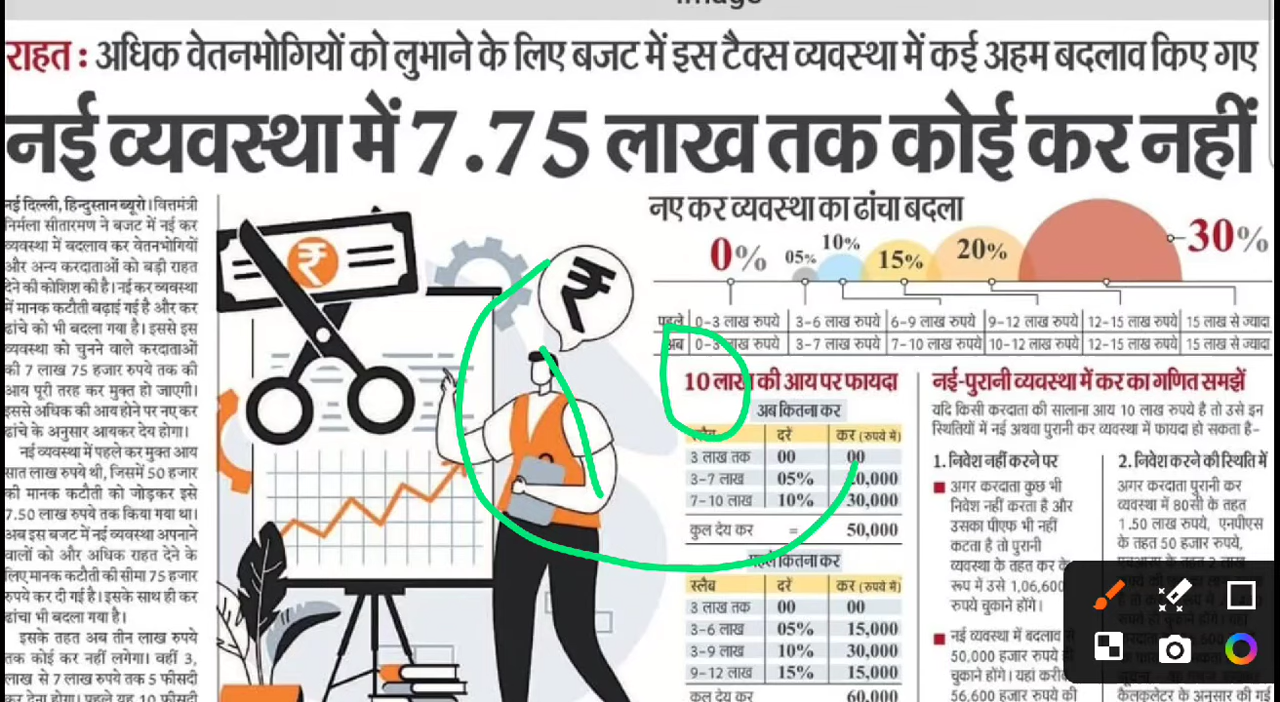 राहत : अधिक वेतनभोगियों को लुभाने के लिए बजट में इस टैक्स व्यवस्था में कई अहम बदलाव किए गए
नई व्यवस्था में 7.75 लाख तक कोई कर नहीं
नई दिल्ली, हिन्दुस्तान ब्यूरो। वित्तमंत्री
निर्मला सीतारमण ने बजट में नई कर
व्यवस्था में बदलाव कर वेतनभोगियों
और अन्य करदाताओं को बड़ी राहत
देने की कोशिश की है। नई कर व्यवस्था
में मानक कटौती बढ़ाई गई है और कर
ढांचे को भी बदला गया है। इससे इस
व्यवस्था को चुनने वाले करदाताओं
की 7 लाख 75 हजार रुपये तक की
आय पूरी तरह कर मुक्त हो जाएगी।
इससे अधिक की आय होने पर नए कर
ढांचे के अनुसार आयकर देय होगा।
नई व्यवस्था में पहले कर मुक्त आय
सात लाख रुपये थी, जिसमें 50 हजार
की मानक कटौती को जोड़कर इसे
7.50 लाख रुपये तक किया गया था।
अब इस बजट में नई व्यवस्था अपनाने
वालों को और अधिक राहत देने के
लिए मानक कटौती की सीमा 75 हजार
रुपये कर दी गई है। इसके साथ ही कर
ढांचा भी बदला गया है।
इसके तहत अब तीन लाख रुपये
तक कोई कर नहीं लगेगा। वहीं 3,
लाख से 7 लाख रुपये तक 5 फीसदी
कर देना होगा। पहले यह 10 फीसदी
₹
₹
नए कर व्यवस्था का ढांचा बदला
0% 05% 10% 15% 20% 30%
पहले 0-3 लाख रुपये 3-6 लाख रुपये 6-9 लाख रुपये 9-12 लाख रुपये 12-15 लाख रुपये 15 लाख से ज्यादा
अब 0-3 लाख रुपये 3-7 लाख रुपये 7-10 लाख रुपये 10-12 लाख रुपये 12-15 लाख रुपये 15 लाख से ज्यादा
10 लाख की आय पर फायदा
अब कितना कर
स्लैब दरें कर (रुपये में)
3 लाख तक 00 00
3-7 लाख 05% 20,000
7-10 लाख 10% 30,000
कुल देय कर = 50,000
पहले कितना कर
स्लैब दरें कर (रुपये में)
3 लाख तक 00 00
3-6 लाख 05% 15,000
3-9 लाख 10% 30,000
9-12 लाख 15% 15,000
कुल देय कर 60,000
नई-पुरानी व्यवस्था में कर का गणित समझें
यदि किसी करदाता की सालाना आय 10 लाख रुपये है तो उसे इन
स्थितियों में नई अथवा पुरानी कर व्यवस्था में फायदा हो सकता है-
1. निवेश नहीं करने पर
अगर करदाता कुछ भी
निवेश नहीं करता है और
उसका पीएफ भी नहीं
कटता है तो पुरानी
व्यवस्था के तहत कर के
रूप में उसे 1,06,600
रुपये चुकाने होंगे।
नई व्यवस्था में बदलाव
50,000 हजार रुपये
चुकाने होंगे। यहां करीब
56,600 हजार रुपये की
2. निवेश करने की स्थिति में
अगर करदाता पुरानी कर
व्यवस्था में 80सी के तहत
1.50 लाख रुपये, एनपीएस
के तहत 50 हजार रुपये,
कैलकुलेटर के अनुसार की गई